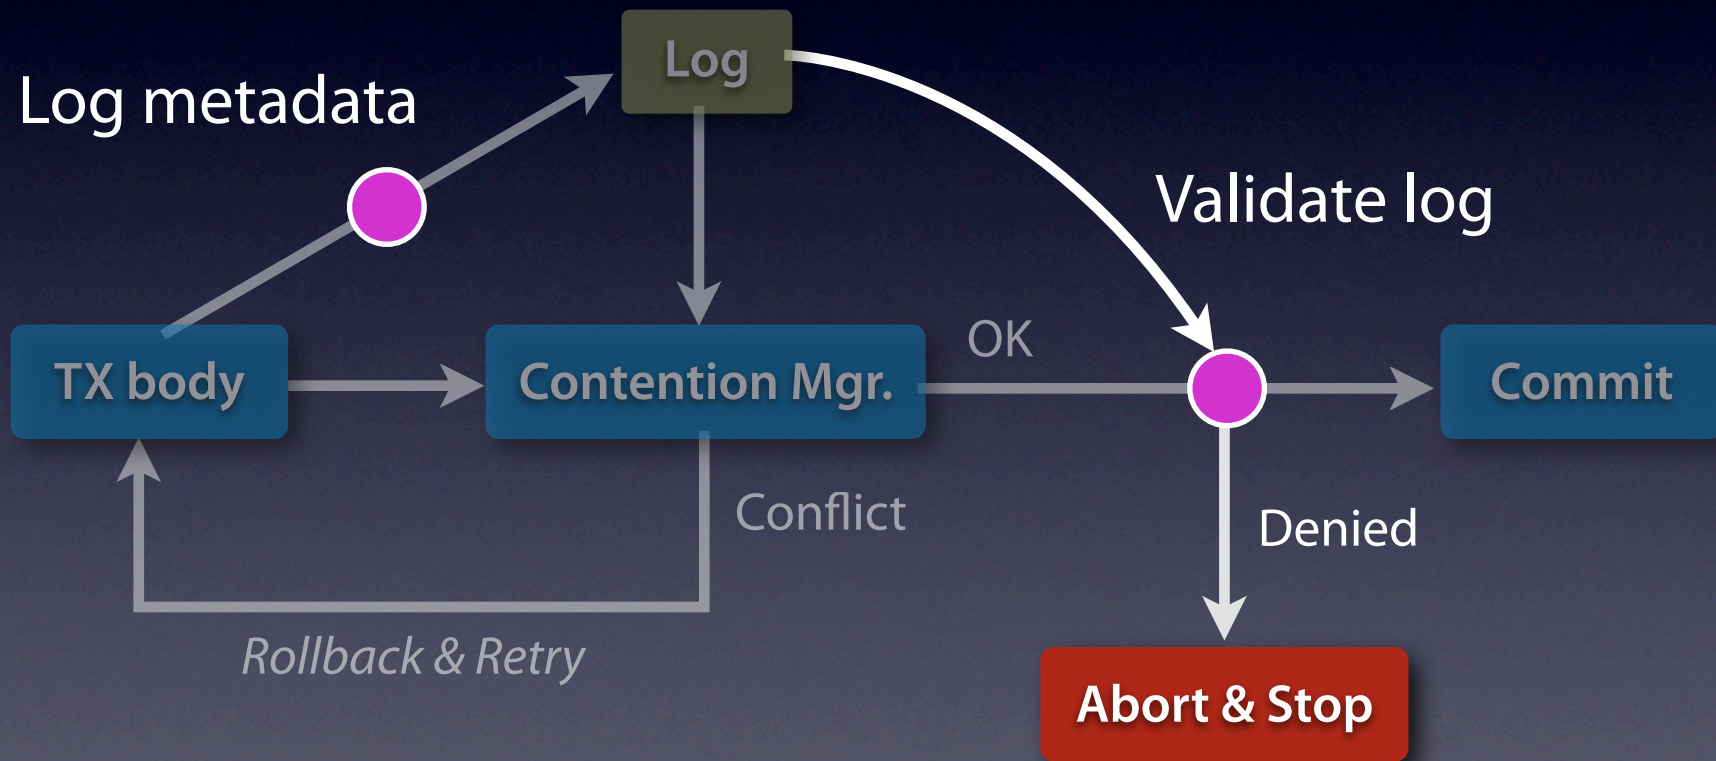 Log
Log metadata
Validate log
OK
TX body
Contention Mgr.
Commit
Conflict
Denied
Rollback & Retry
Abort & Stop